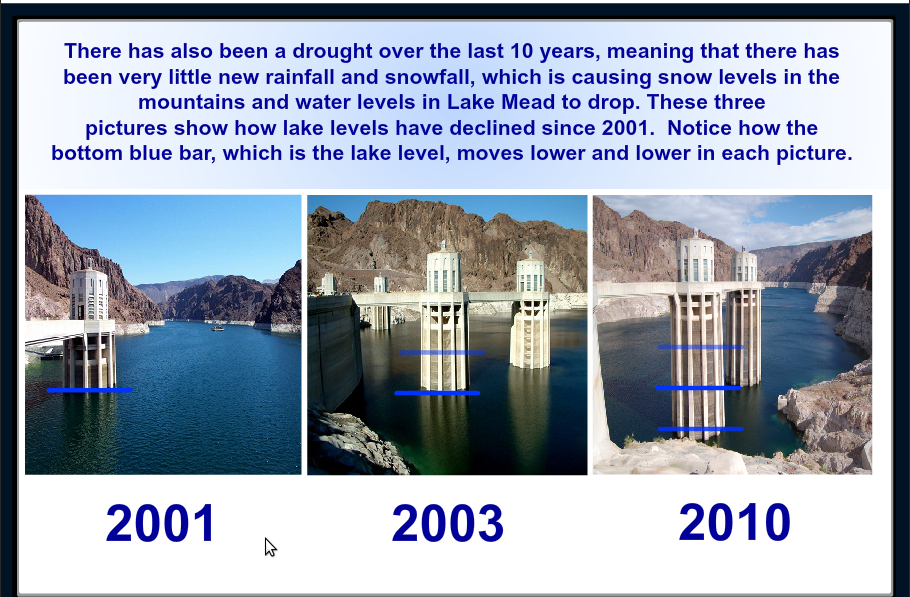 There has also been a drought over the last 10 years, meaning that there has
been very little new rainfall and snowfall, which is causing snow levels in the
mountains and water levels in Lake Mead to drop. These three
pictures show how lake levels have declined since 2001.  Notice how the
bottom blue bar, which is the lake level, moves lower and lower in each picture.
2001
2003
2010